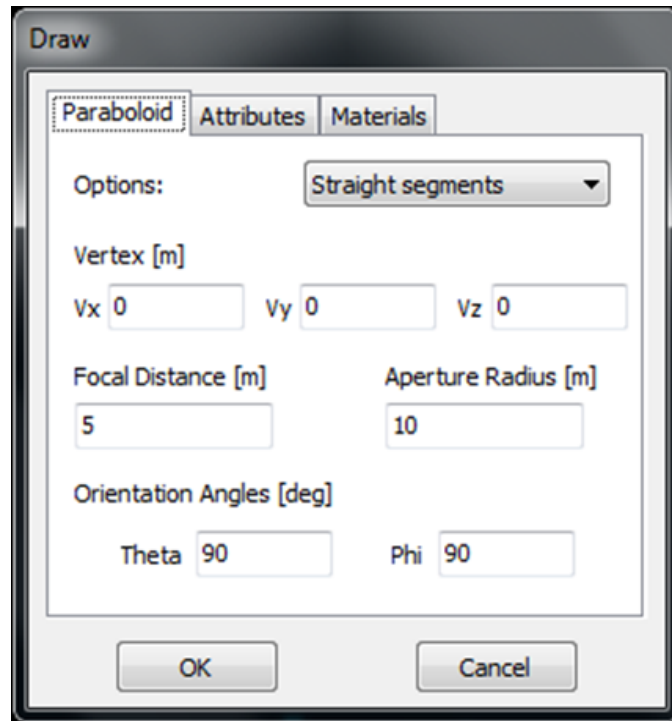 Draw
Paraboloid Attributes Materials
Options: Straight segments
Vertex [m]
Vx 0 Vy 0 Vz 0
Focal Distance [m] Aperture Radius [m]
5 10
Orientation Angles [deg]
Theta 90 Phi 90
OK Cancel